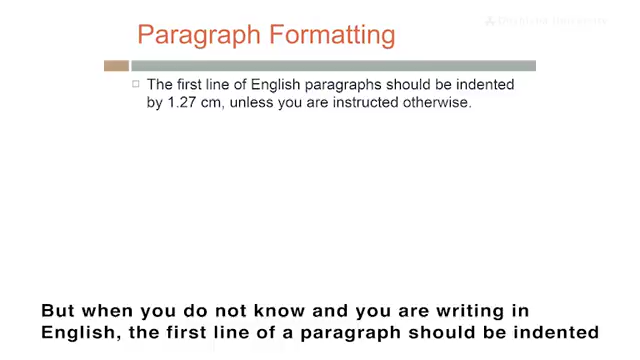 Paragraph Formatting
The first line of English paragraphs should be indented
by 1.27 cm, unless you are instructed otherwise.
But when you do not know and you are writing in
English, the first line of a paragraph should be indented